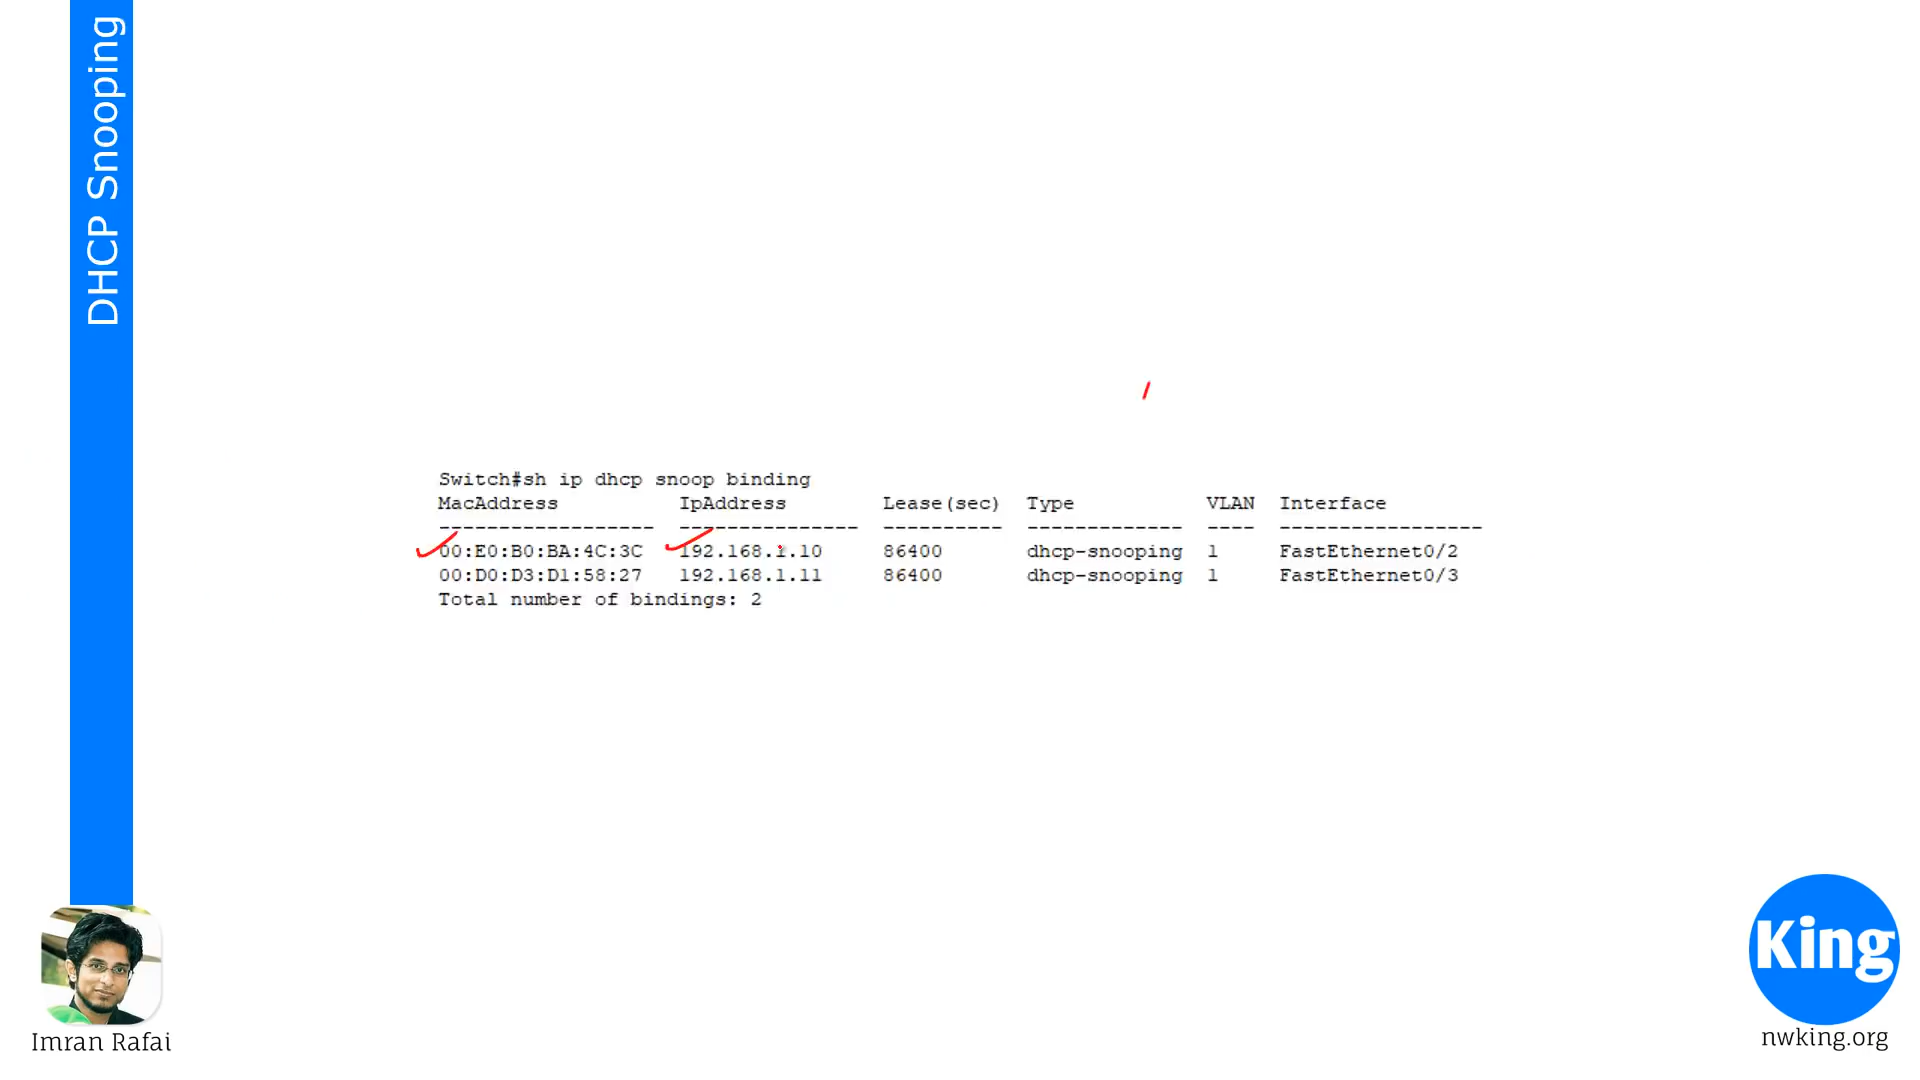 DHCP Snooping
Switch#sh ip dhcp snoop binding
MacAddress IpAddress Lease(sec) Type VLAN Interface
------------------ --------------- ---------- ------------- ---- -----------------
00:E0:B0:BA:4C:3C 192.168.1.10 86400 dhcp-snooping 1 FastEthernet0/2
00:D0:D3:D1:58:27 192.168.1.11 86400 dhcp-snooping 1 FastEthernet0/3
Total number of bindings: 2
Imran Rafai
King
nwking.org